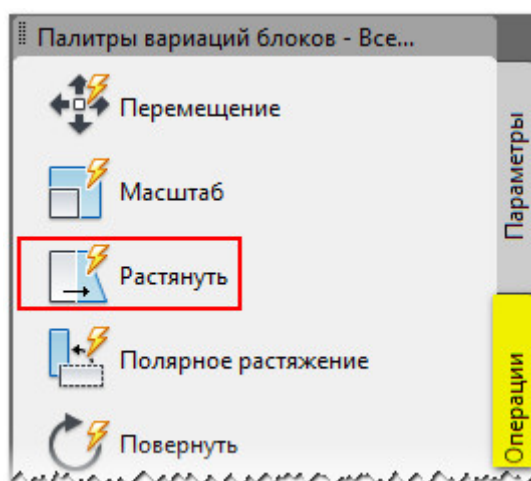 Палитры вариаций блоков - Все...
Перемещение
Масштаб
Растянуть
Полярное растяжение
Повернуть
Параметры
Операции